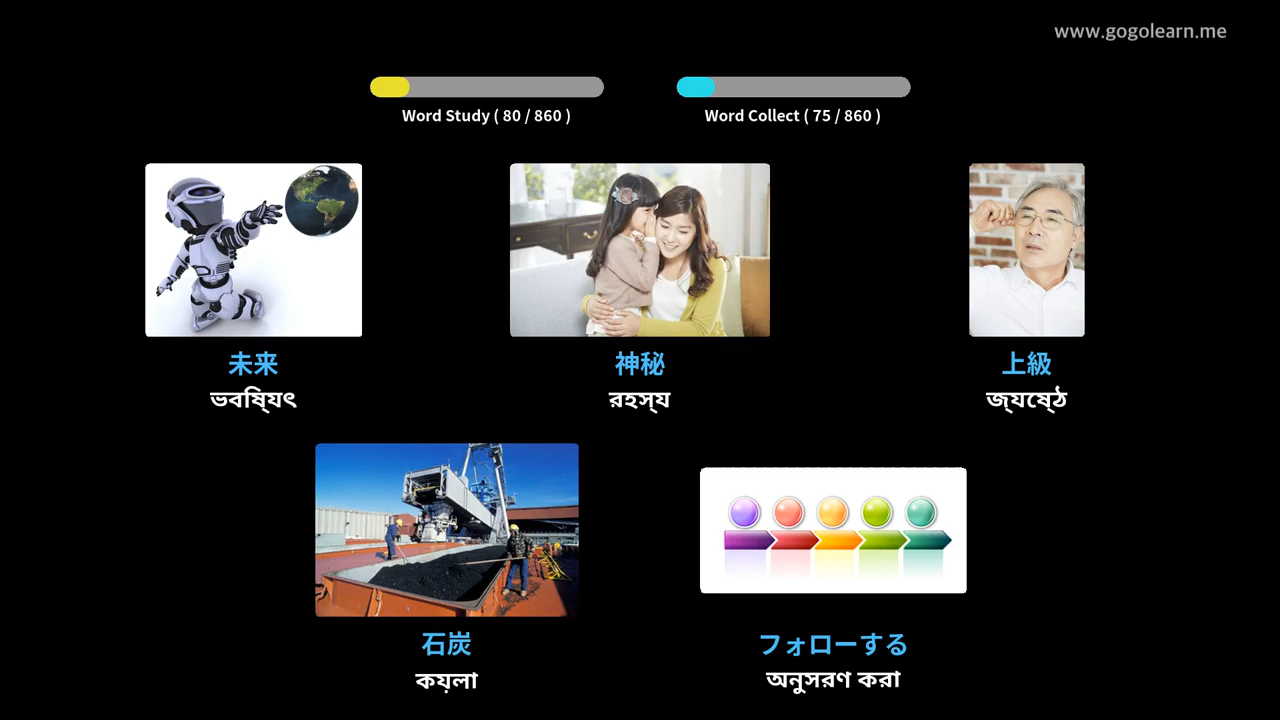 www.gogolearn.me
Word Study ( 80 / 860 )
Word Collect ( 75 / 860 )
未来
ভবিষ্যিৎ
神秘
রহস্য
上級
জ্যষ্ঠে
石炭
কয়লা
フォローする
অনুসরণ করা